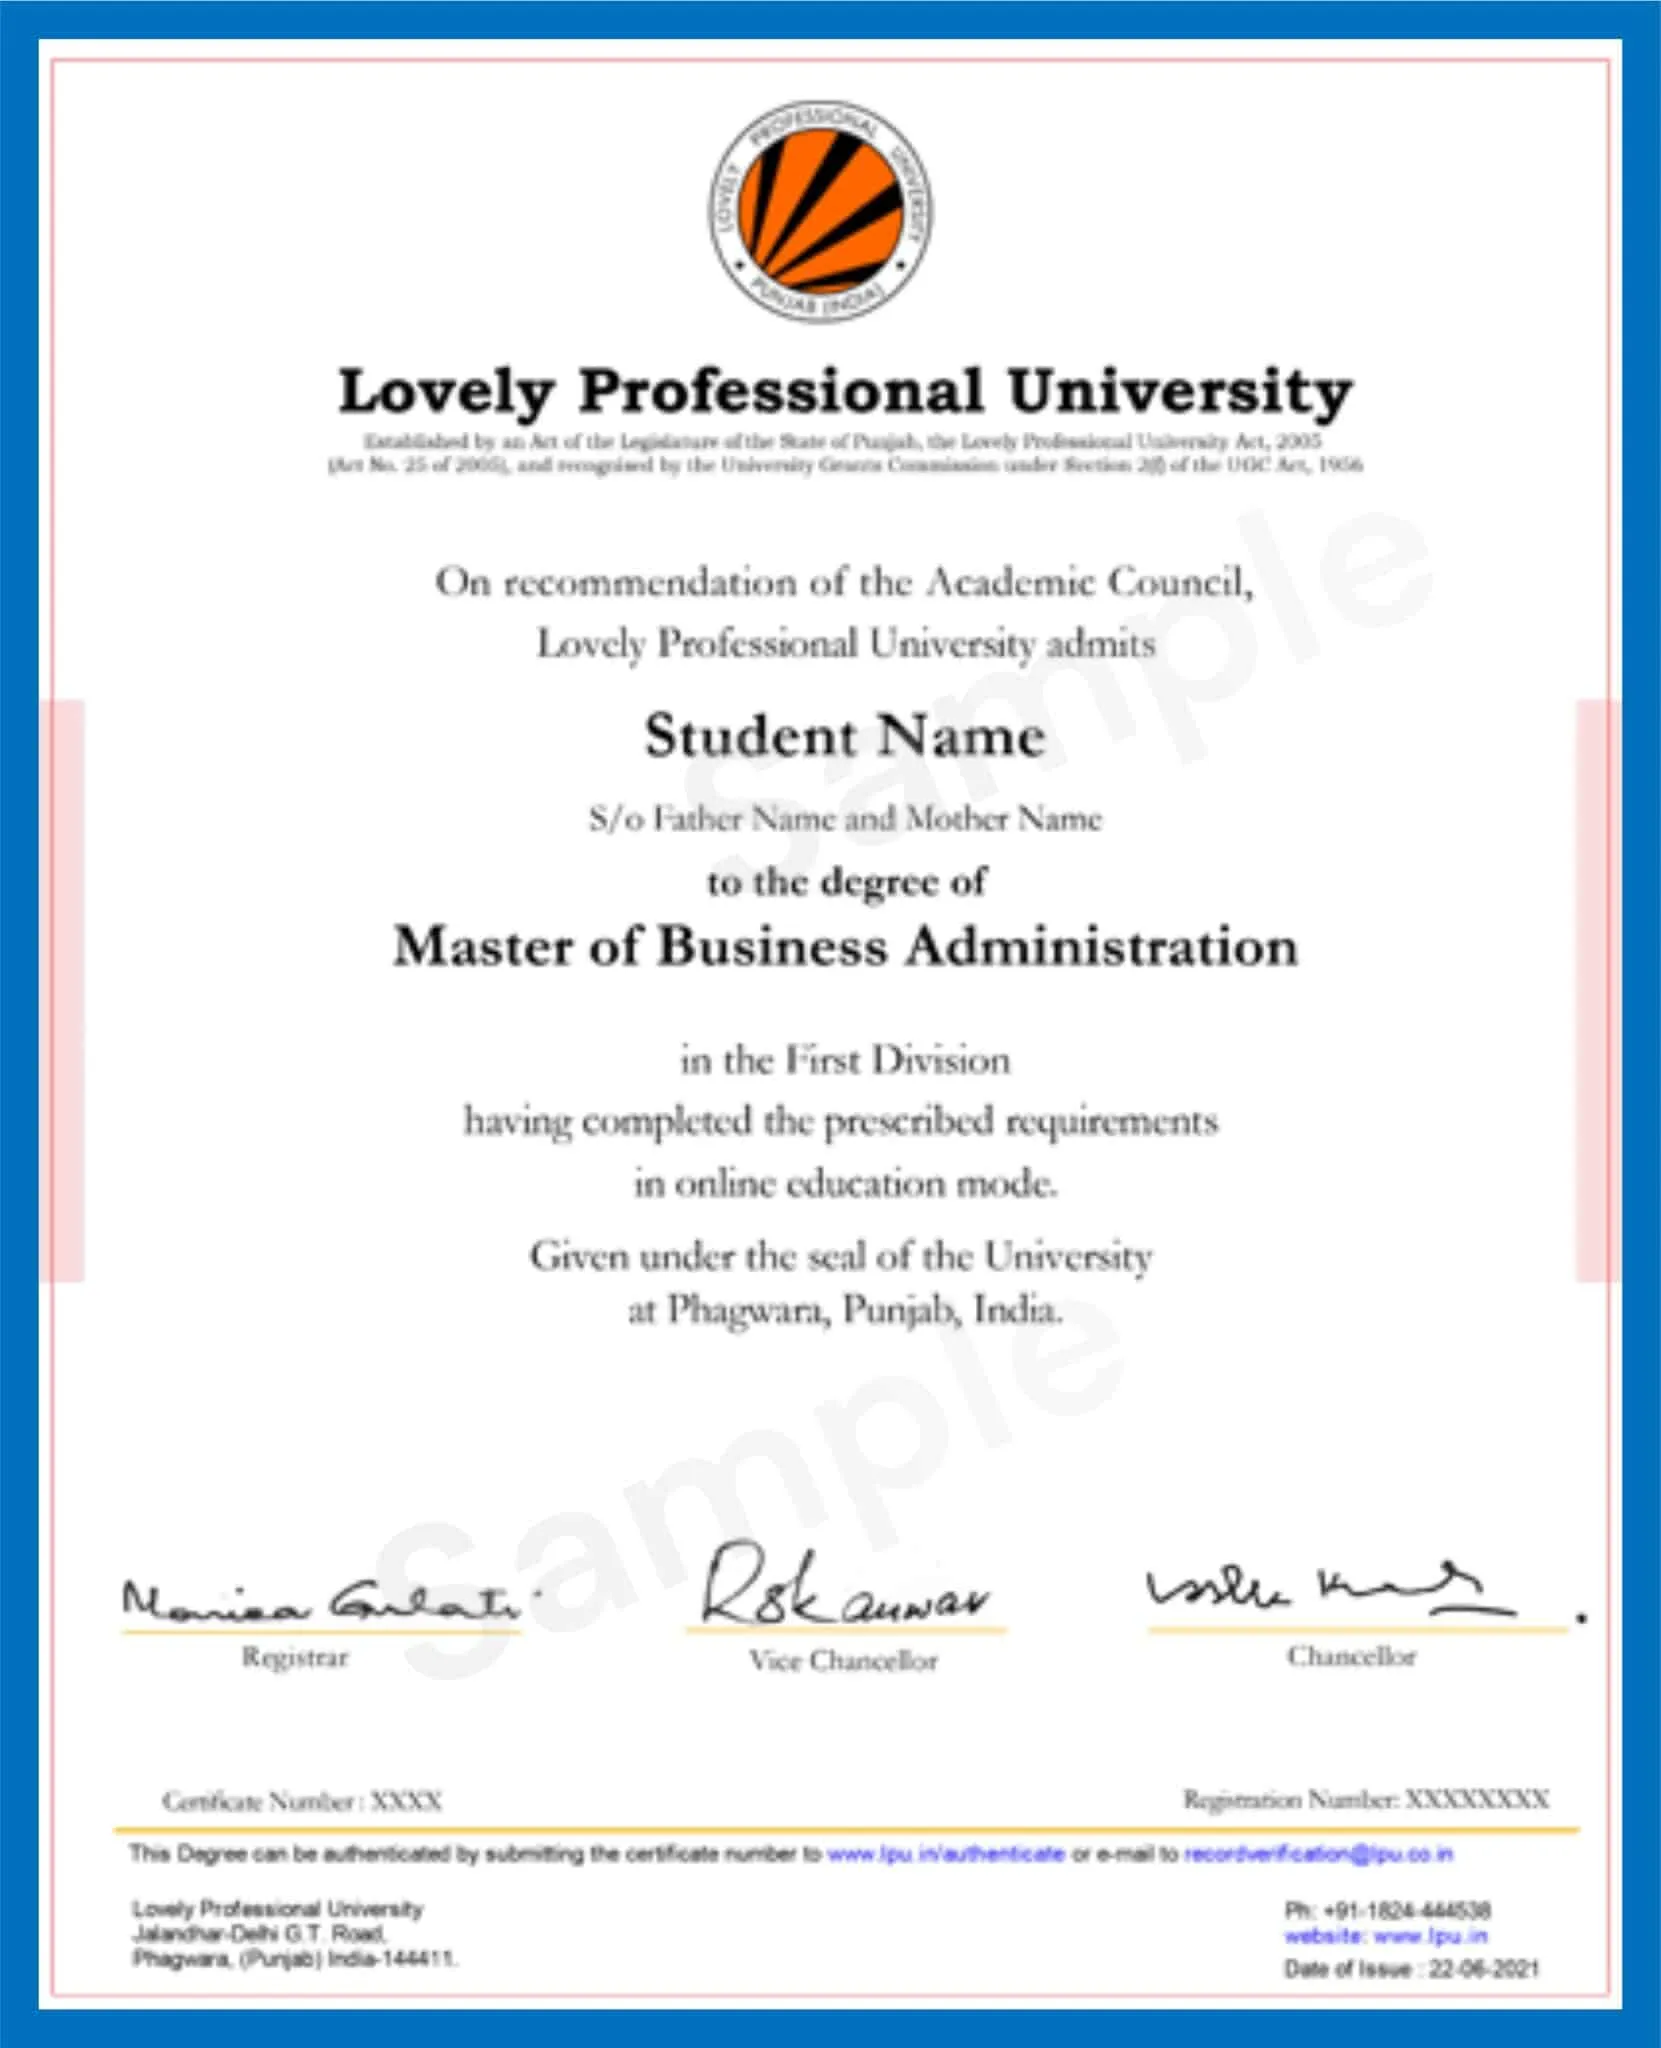 LOVELY PROFESSIONAL UNIVERSITY
PUNJAB (INDIA)
Lovely Professional University
Established by an Act of the Legislature of the State of Punjab, the Lovely Professional University Act, 2005
(Act No. 25 of 2005), and recognised by the University Grants Commission under Section 2(f) of the UGC Act, 1956
On recommendation of the Academic Council,
Lovely Professional University admits
Student Name
S/o Father Name and Mother Name
to the degree of
Master of Business Administration
in the First Division
having completed the prescribed requirements
in online education mode.
Given under the seal of the University
at Phagwara, Punjab, India.
Sample
Sample
Monica Gulati
RSKanwar
Registrar
Vice Chancellor
Chancellor
Certificate Number : XXXX
Registration Number: XXXXXXXX
This Degree can be authenticated by submitting the certificate number to www.lpu.in/authenticate or e-mail to recordverification@lpu.co.in
Lovely Professional University
Jalandhar-Delhi G.T. Road,
Phagwara, (Punjab) India-144411.
Ph: +91-1824-444538
website: www.lpu.in
Date of Issue : 22-06-2021